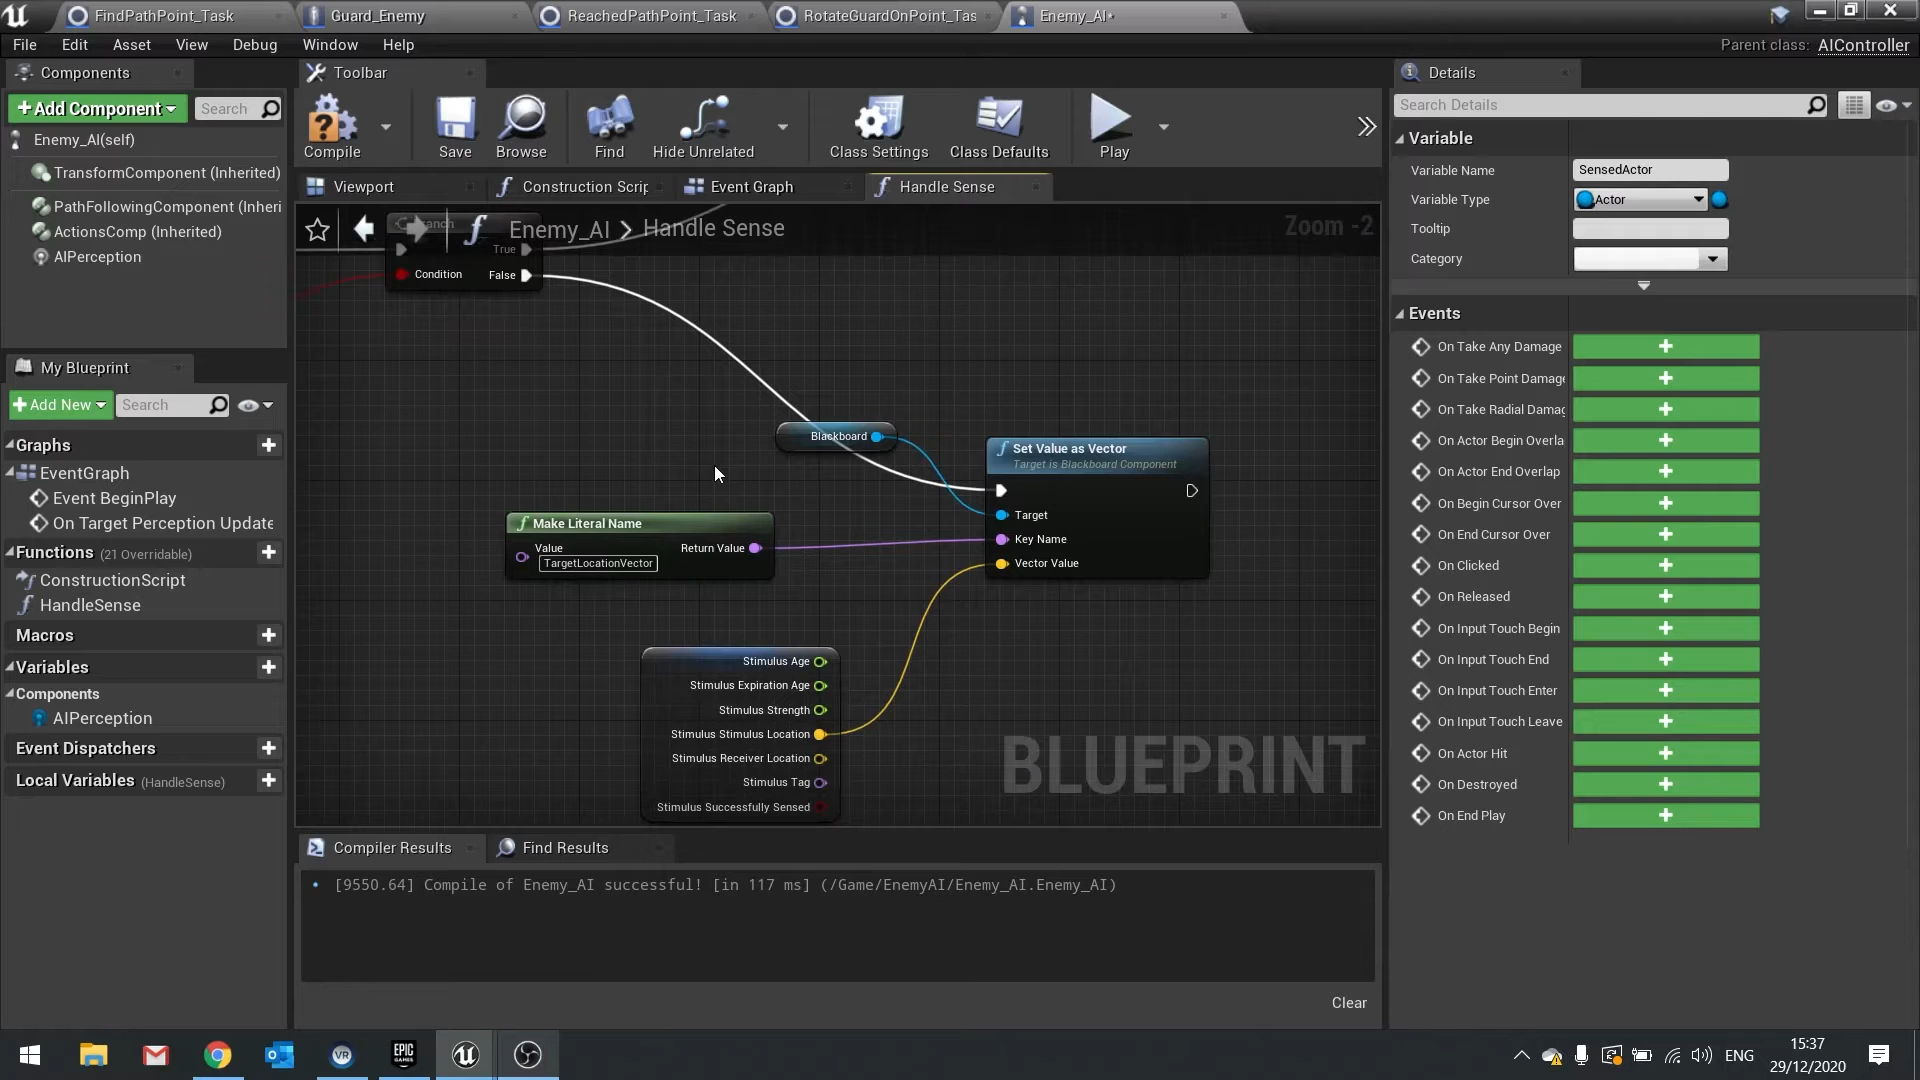 FindPathPoint_Task
Guard_Enemy
ReachedPathPoint_Task
RotateGuardOnPoint_Tas
Enemy_AI*
File
Edit
Asset
View
Debug
Window
Help
Parent class:
AIController
Components
Add Component
Search
Enemy_AI(self)
TransformComponent (Inherited)
PathFollowingComponent (Inheri
ActionsComp (Inherited)
AIPerception
My Blueprint
Add New
Search
Graphs
EventGraph
Event BeginPlay
On Target Perception Update
Functions (21 Overridable)
ConstructionScript
HandleSense
Macros
Variables
Components
AIPerception
Event Dispatchers
Local Variables (HandleSense)
Toolbar
Compile
Save
Browse
Find
Hide Unrelated
Class Settings
Class Defaults
Play
Viewport
Construction Scrip
Event Graph
Handle Sense
Enemy_AI > Handle Sense
Zoom -2
True
Condition
False
Blackboard
Set Value as Vector
Target is Blackboard Component
Target
Key Name
Vector Value
Make Literal Name
Value
TargetLocationVector
Return Value
Stimulus Age
Stimulus Expiration Age
Stimulus Strength
Stimulus Stimulus Location
Stimulus Receiver Location
Stimulus Tag
Stimulus Successfully Sensed
BLUEPRINT
Compiler Results
Find Results
[9550.64] Compile of Enemy_AI successful! [in 117 ms] (/Game/EnemyAI/Enemy_AI.Enemy_AI)
Clear
Details
Search Details
Variable
Variable Name
SensedActor
Variable Type
Actor
Tooltip
Category
Events
On Take Any Damage
On Take Point Damage
On Take Radial Damag
On Actor Begin Overla
On Actor End Overlap
On Begin Cursor Over
On End Cursor Over
On Clicked
On Released
On Input Touch Begin
On Input Touch End
On Input Touch Enter
On Input Touch Leave
On Actor Hit
On Destroyed
On End Play
VR
EPIC
GAMES
ENG
15:37
29/12/2020